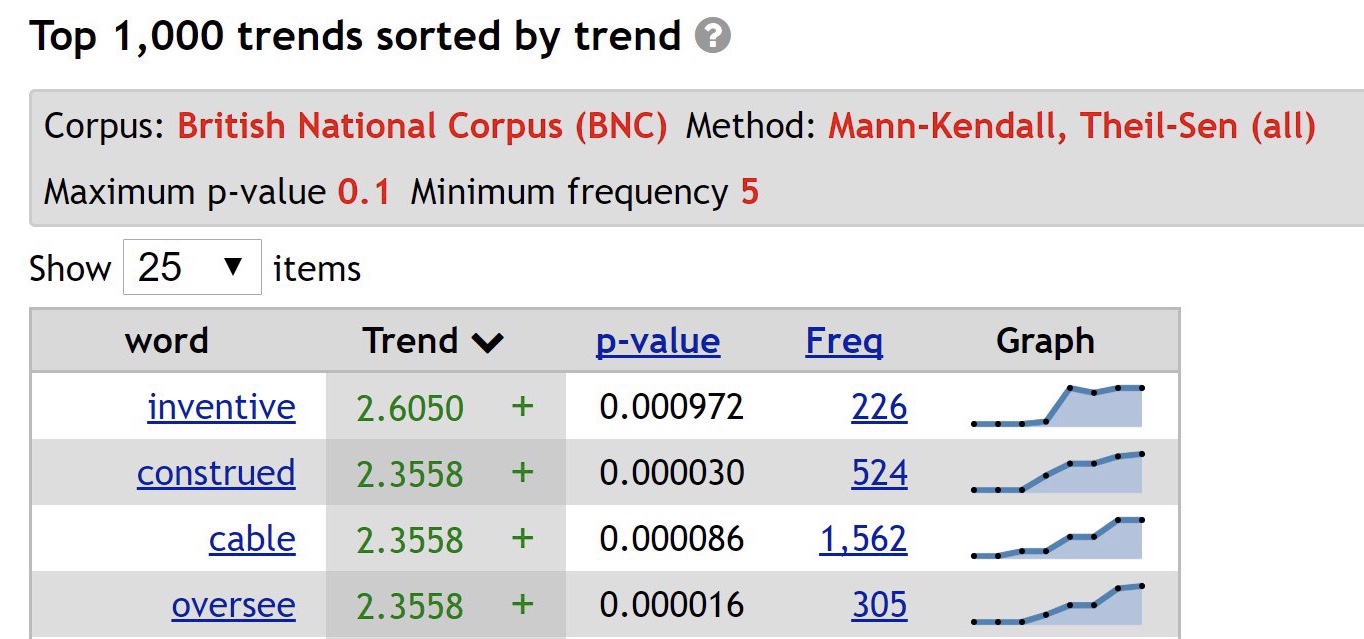 Top 1,000 trends sorted by trend ?
Corpus: British National Corpus (BNC) Method: Mann-Kendall, Theil-Sen (all)
Maximum p-value 0.1 Minimum frequency 5
Show 25 ▼ items
word Trend p-value Freq Graph
inventive 2.6050 + 0.000972 226
construed 2.3558 + 0.000030 524
cable 2.3558 + 0.000086 1,562
oversee 2.3558 + 0.000016 305